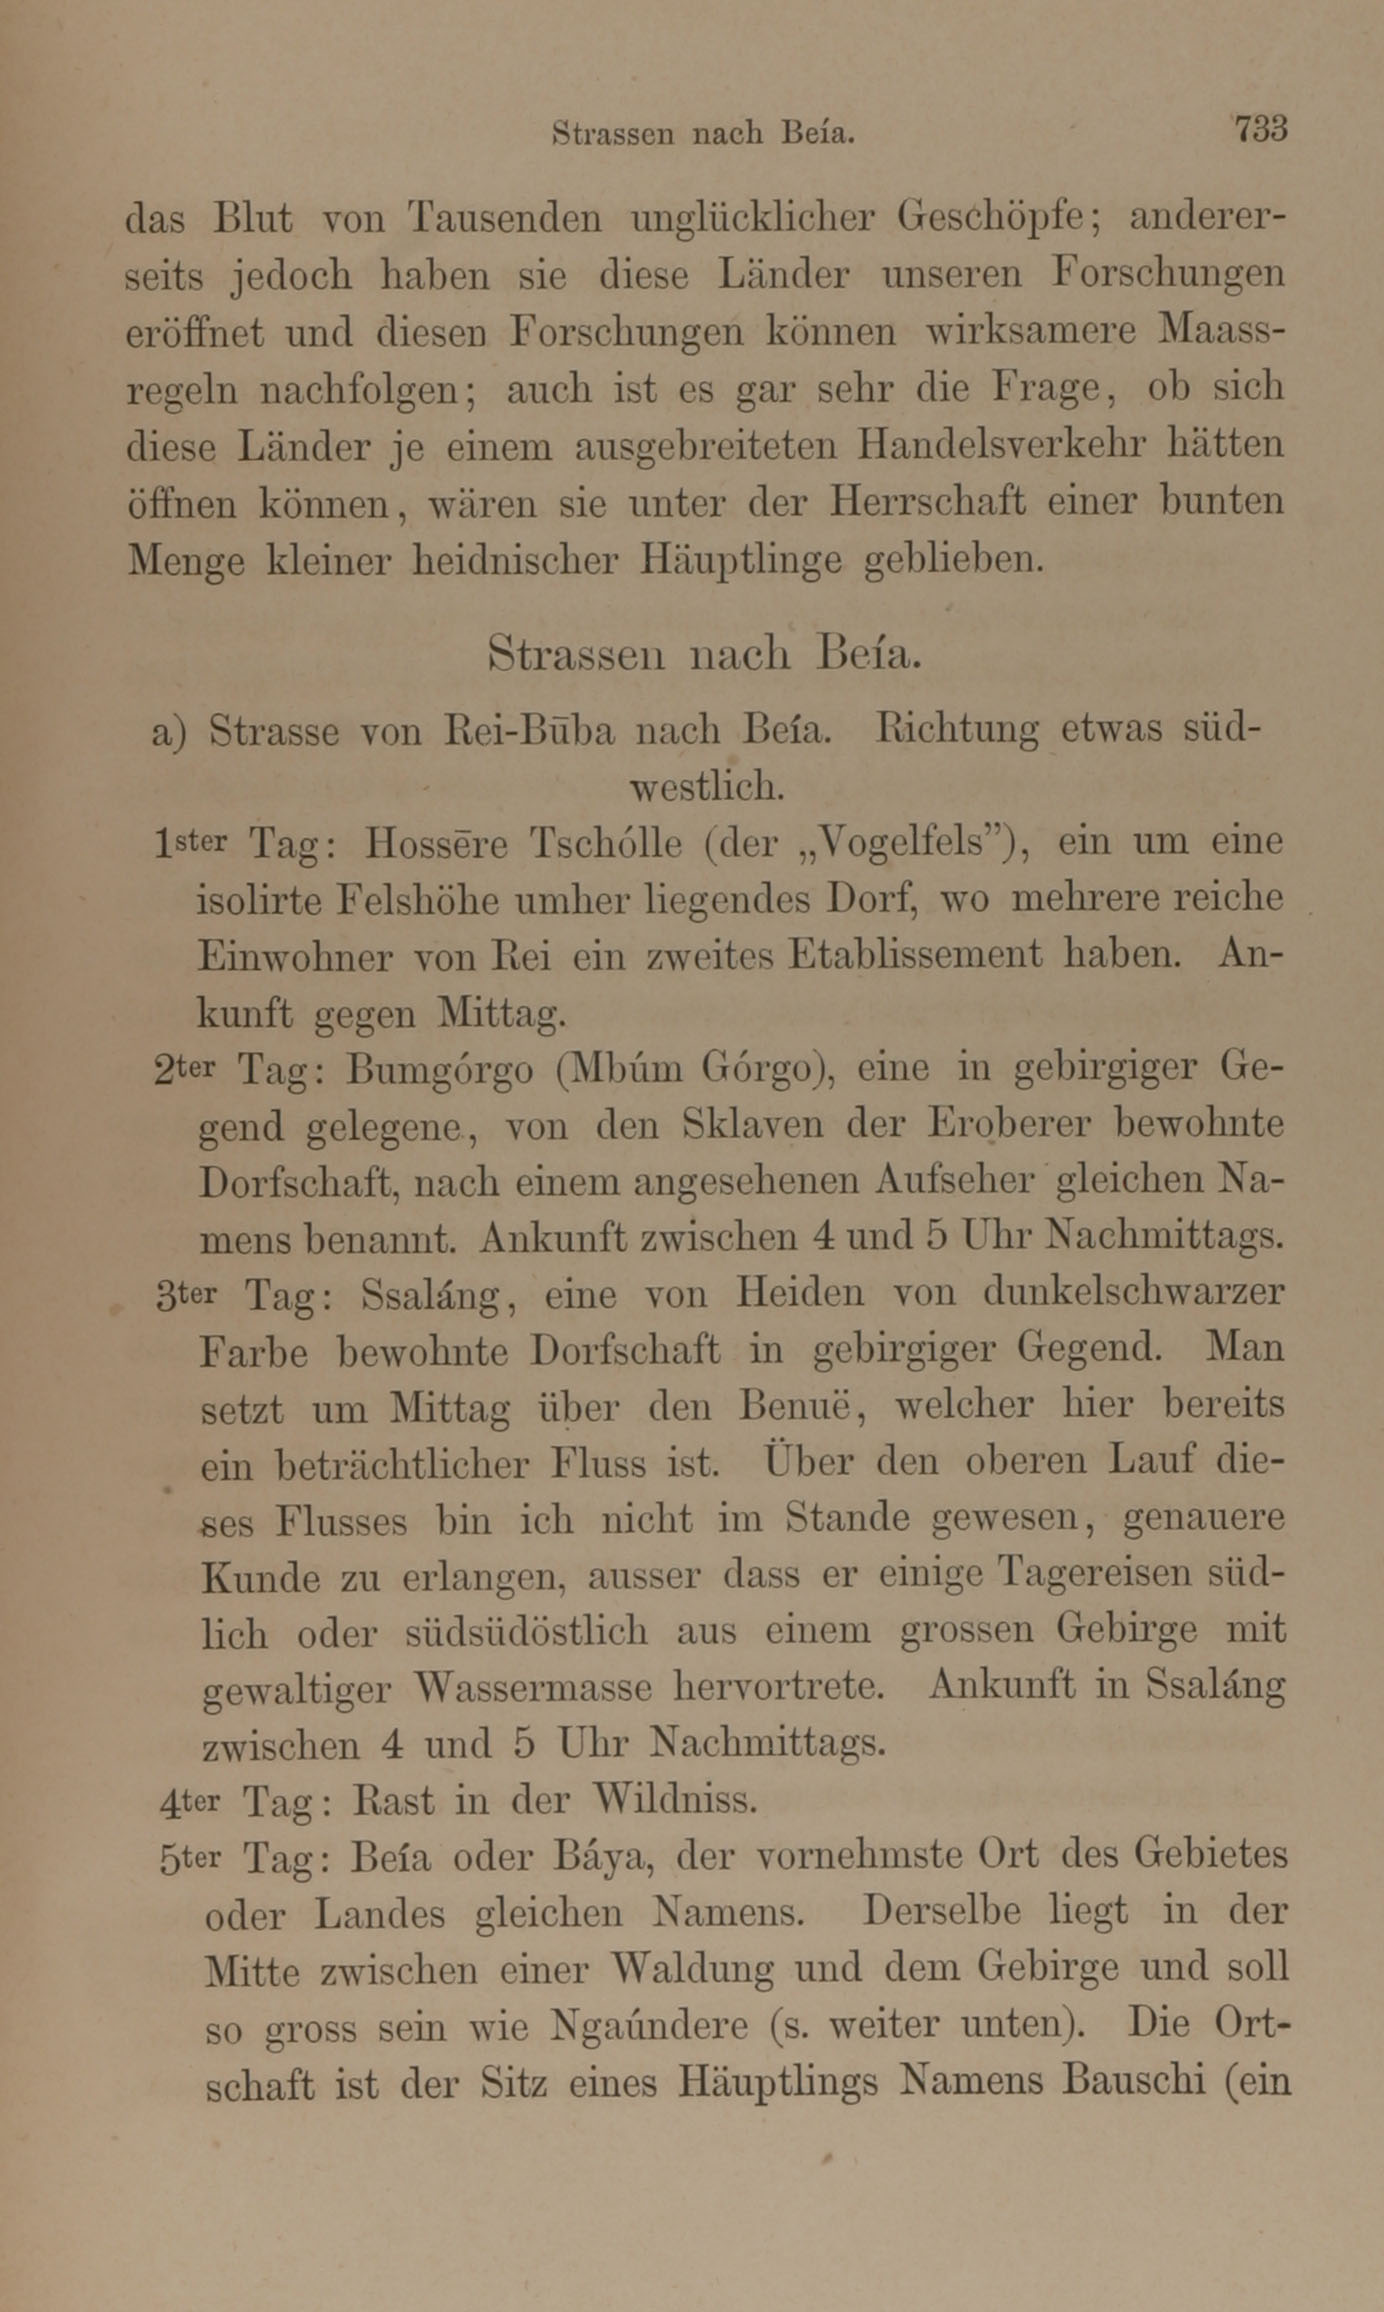 Strassen nach Beía. 733
das Blut von Tausenden unglücklicher Geschöpfe; anderer-
seits jedoch haben sie diese Länder unseren Forschungen
eröffnet und diesen Forschungen können wirksamere Maass-
regeln nachfolgen; auch ist es gar sehr die Frage, ob sich
diese Länder je einem ausgebreiteten Handelsverkehr hätten
öffnen können, wären sie unter der Herrschaft einer bunten
Menge kleiner heidnischer Häuptlinge geblieben.
Strassen nach Beía.
a) Strasse von Rei-Būba nach Beía. Richtung etwas süd-
westlich.
1ster Tag: Hossēre Tschólle (der „Vogelfels”), ein um eine
isolirte Felshöhe umher liegendes Dorf, wo mehrere reiche
Einwohner von Rei ein zweites Etablissement haben. An-
kunft gegen Mittag.
2ter Tag: Bumgórgo (Mbúm Górgo), eine in gebirgiger Ge-
gend gelegene, von den Sklaven der Eroberer bewohnte
Dorfschaft, nach einem angesehenen Aufseher gleichen Na-
mens benannt. Ankunft zwischen 4 und 5 Uhr Nachmittags.
3ter Tag: Ssaláng, eine von Heiden von dunkelschwarzer
Farbe bewohnte Dorfschaft in gebirgiger Gegend. Man
setzt um Mittag über den Benuë, welcher hier bereits
ein beträchtlicher Fluss ist. Über den oberen Lauf die-
ses Flusses bin ich nicht im Stande gewesen, genauere
Kunde zu erlangen, ausser dass er einige Tagereisen süd-
lich oder südsüdöstlich aus einem grossen Gebirge mit
gewaltiger Wassermasse hervortrete. Ankunft in Ssaláng
zwischen 4 und 5 Uhr Nachmittags.
4ter Tag: Rast in der Wildniss.
5ter Tag: Beía oder Báya, der vornehmste Ort des Gebietes
oder Landes gleichen Namens. Derselbe liegt in der
Mitte zwischen einer Waldung und dem Gebirge und soll
so gross sein wie Ngaúndere (s. weiter unten). Die Ort-
schaft ist der Sitz eines Häuptlings Namens Bauschi (ein